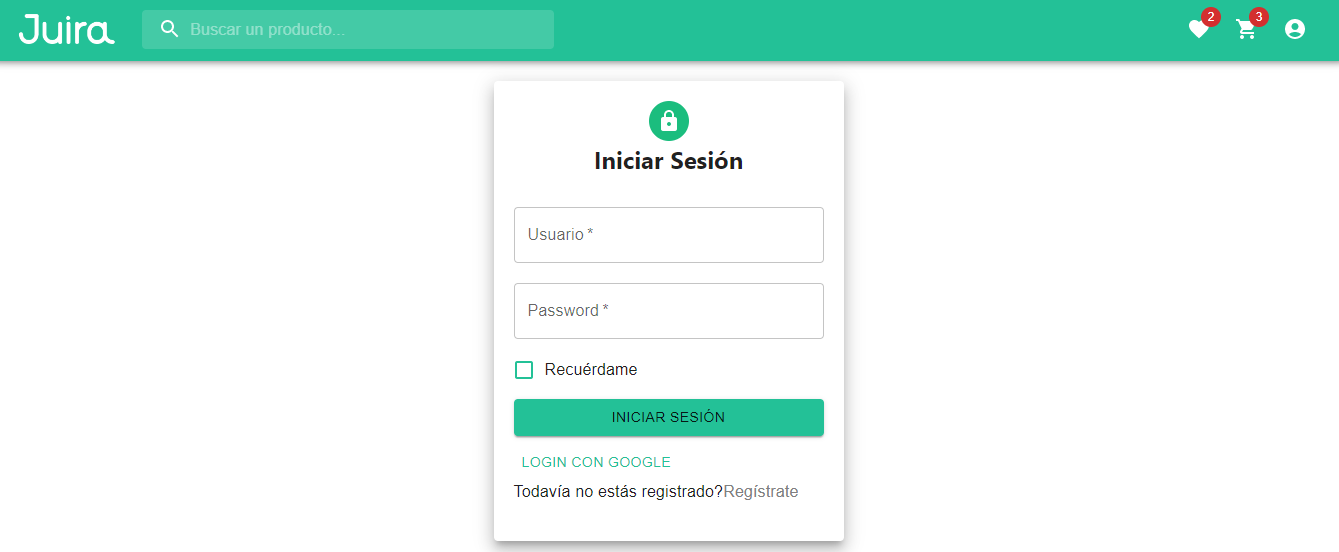 Juira
Buscar un producto...
2
3
Iniciar Sesión
Usuario *
Password *
Recuérdame
INICIAR SESIÓN
LOGIN CON GOOGLE
Todavía no estás registrado?Regístrate